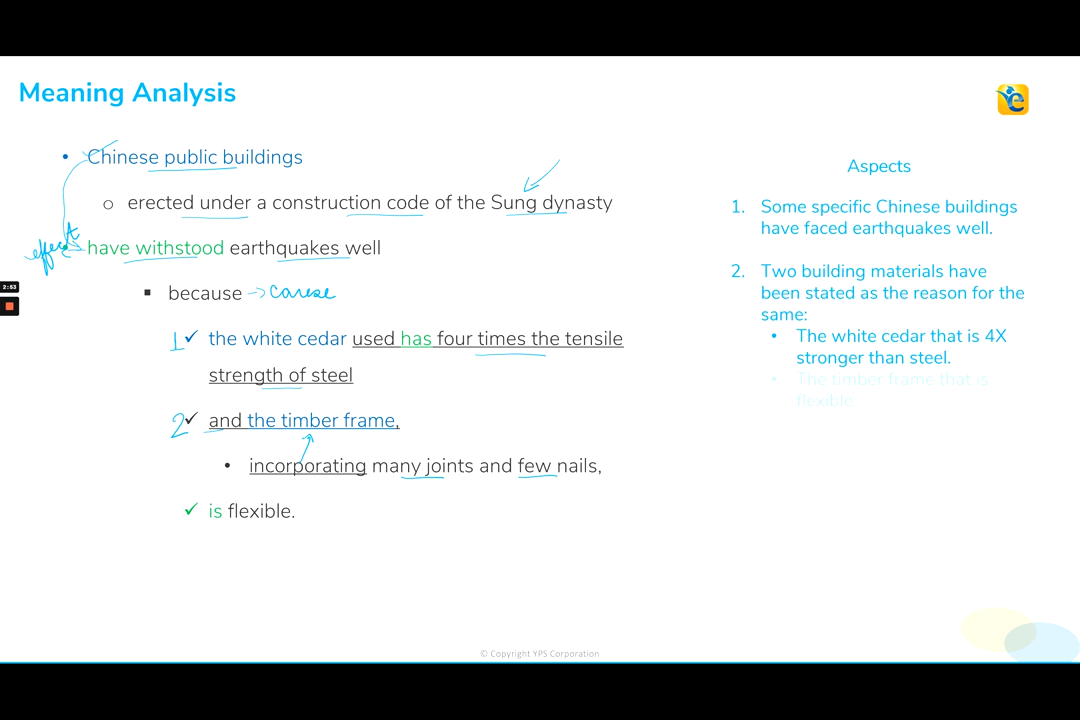 Meaning Analysis
• Chinese public buildings
o erected under a construction code of the Sung dynasty
effect
• have withstood earthquakes well
2:53
▪ because → cause
1 ✓ the white cedar used has four times the tensile
strength of steel
2 ✓ and the timber frame,
• incorporating many joints and few nails,
✓ is flexible.
Aspects
1. Some specific Chinese buildings
have faced earthquakes well.
2. Two building materials have
been stated as the reason for the
same:
• The white cedar that is 4X
stronger than steel.
• The timber frame that is
flexible.
e
© Copyright YPS Corporation